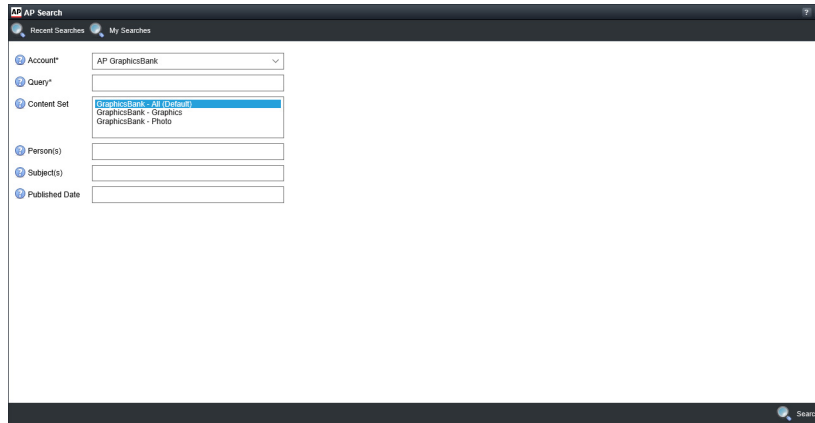 AP AP Search ?
Recent Searches My Searches
? Account* AP GraphicsBank
? Query*
? Content Set GraphicsBank - All (Default)
GraphicsBank - Graphics
GraphicsBank - Photo
? Person(s)
? Subject(s)
? Published Date
Searc